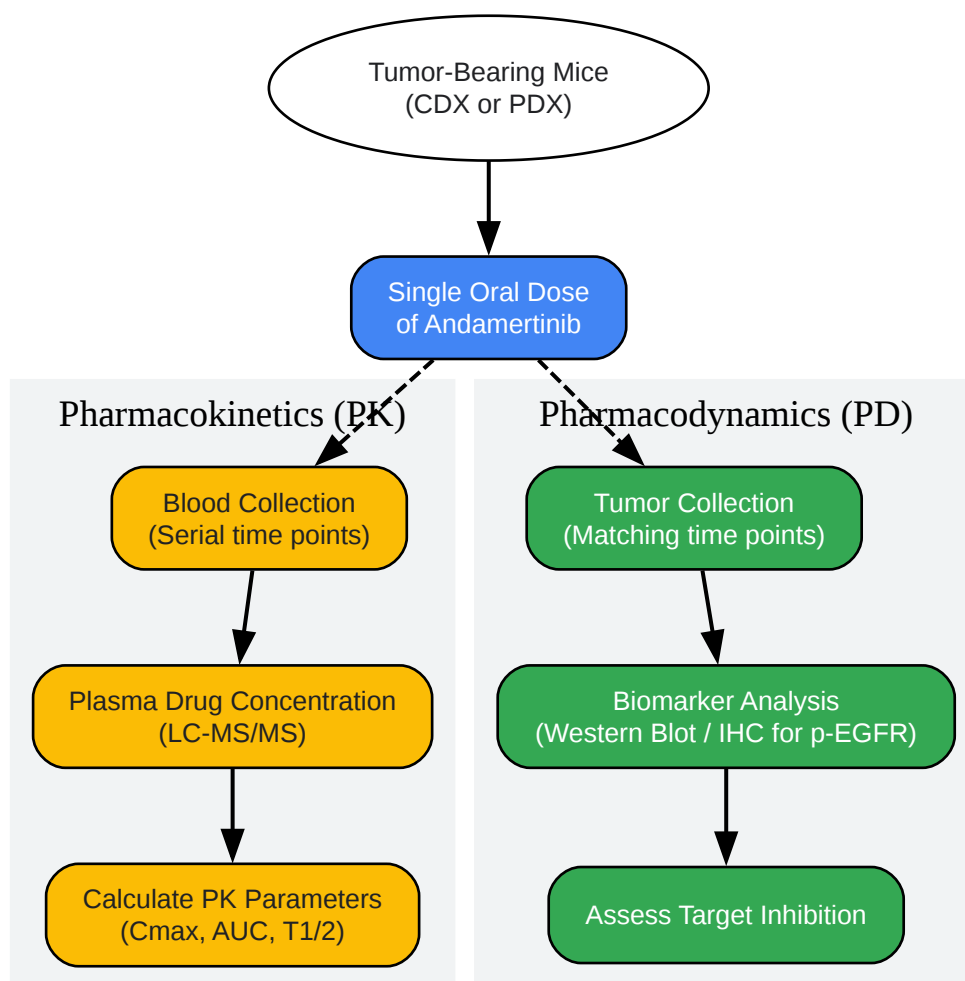 Tumor-Bearing Mice
(CDX or PDX)
Single Oral Dose
of Andamertinib
Pharmacokinetics (PK)
Blood Collection
(Serial time points)
Plasma Drug Concentration
(LC-MS/MS)
Calculate PK Parameters
(Cmax, AUC, T1/2)
Pharmacodynamics (PD)
Tumor Collection
(Matching time points)
Biomarker Analysis
(Western Blot / IHC for p-EGFR)
Assess Target Inhibition